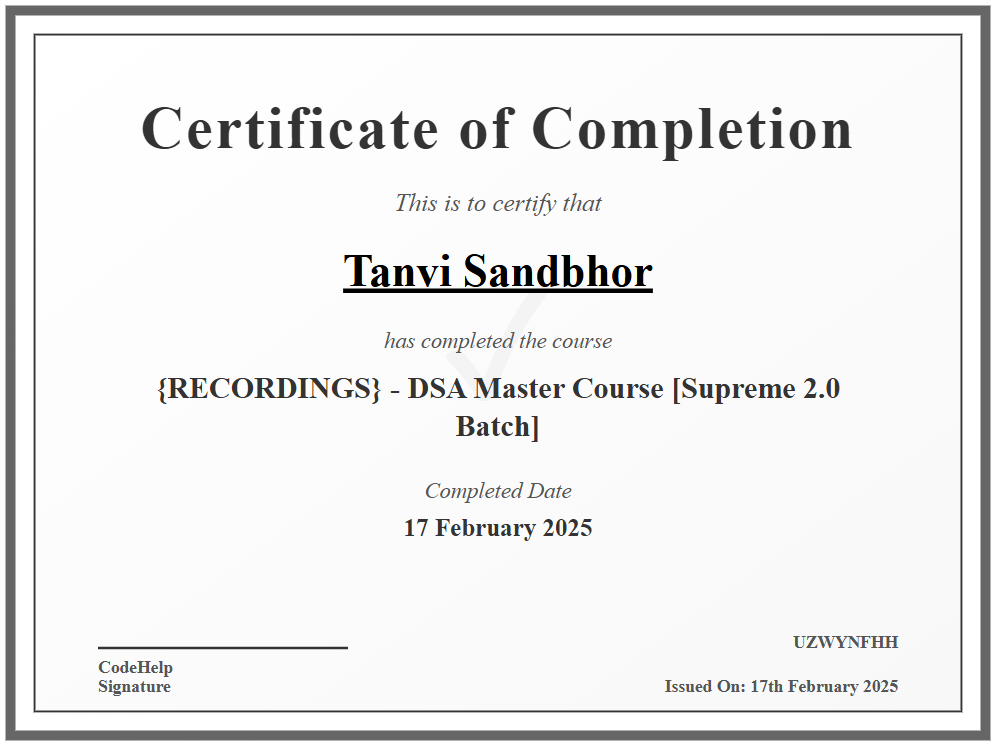 Certificate of Completion
This is to certify that
Tanvi Sandbhor
has completed the course
{RECORDINGS} - DSA Master Course [Supreme 2.0
Batch]
Completed Date
17 February 2025
UZWYNFHH
CodeHelp
Signature
Issued On: 17th February 2025